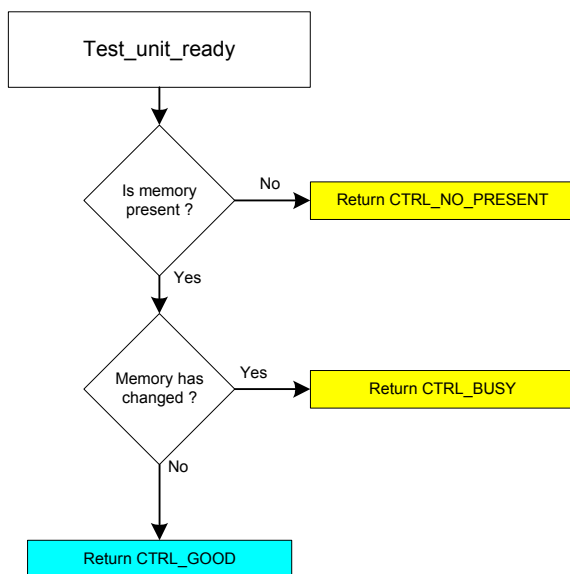 Test_unit_ready
Is memory
present ?
No
Return CTRL_NO_PRESENT
Yes
Memory has
changed ?
Yes
Return CTRL_BUSY
No
Return CTRL_GOOD